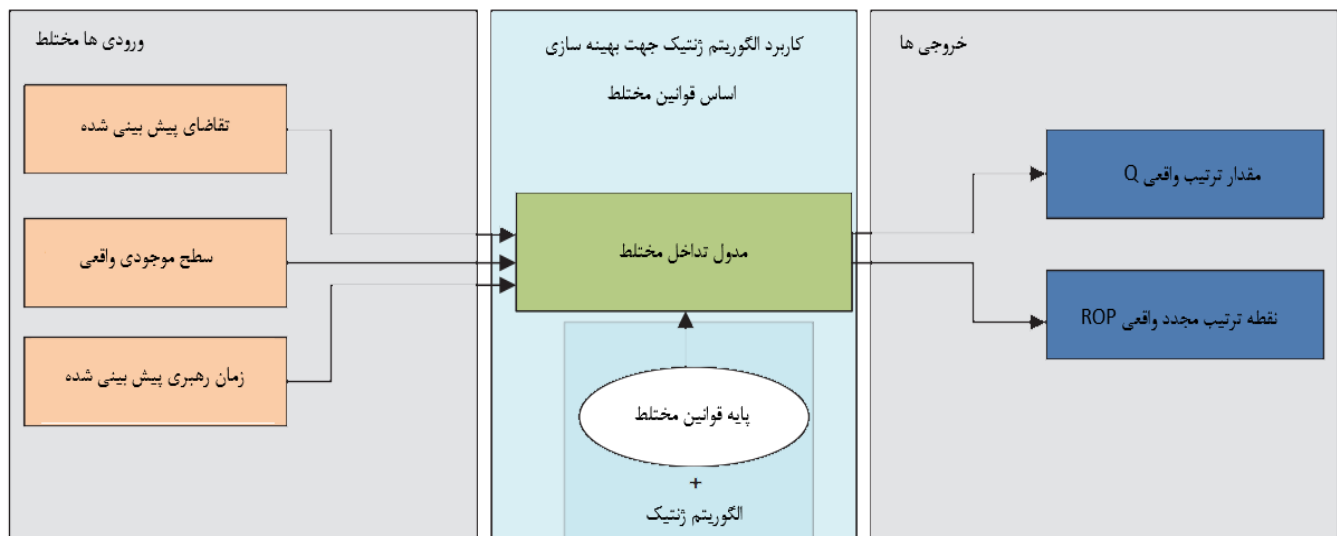 ورودی ها مختلط
تقاضای پیش بینی شده
سطح موجودی واقعی
زمان رهبری پیش بینی شده
کاربرد الگوریتم ژنتیک جهت بهینه سازی
اساس قوانین مختلط
مدول تداخل مختلط
پایه قوانین مختلط
+
الگوریتم ژنتیک
خروجی ها
مقدار ترتیب واقعی Q
نقطه ترتیب مجدد واقعی ROP